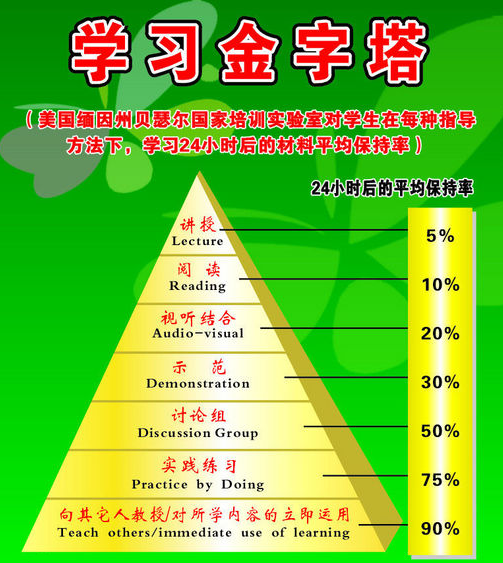 学习金字塔
（美国缅因州贝瑟尔国家培训实验室对学生在每种指导
方法下，学习24小时后的材料平均保持率）
24小时后的平均保持率
讲授
Lecture
5%
阅 读
Reading
10%
视听结合
Audio-visual
20%
示 范
Demonstration
30%
讨论组
Discussion Group
50%
实践练习
Practice by Doing
75%
向其它人教授/对所学内容的立即运用
Teach others/immediate use of learning
90%